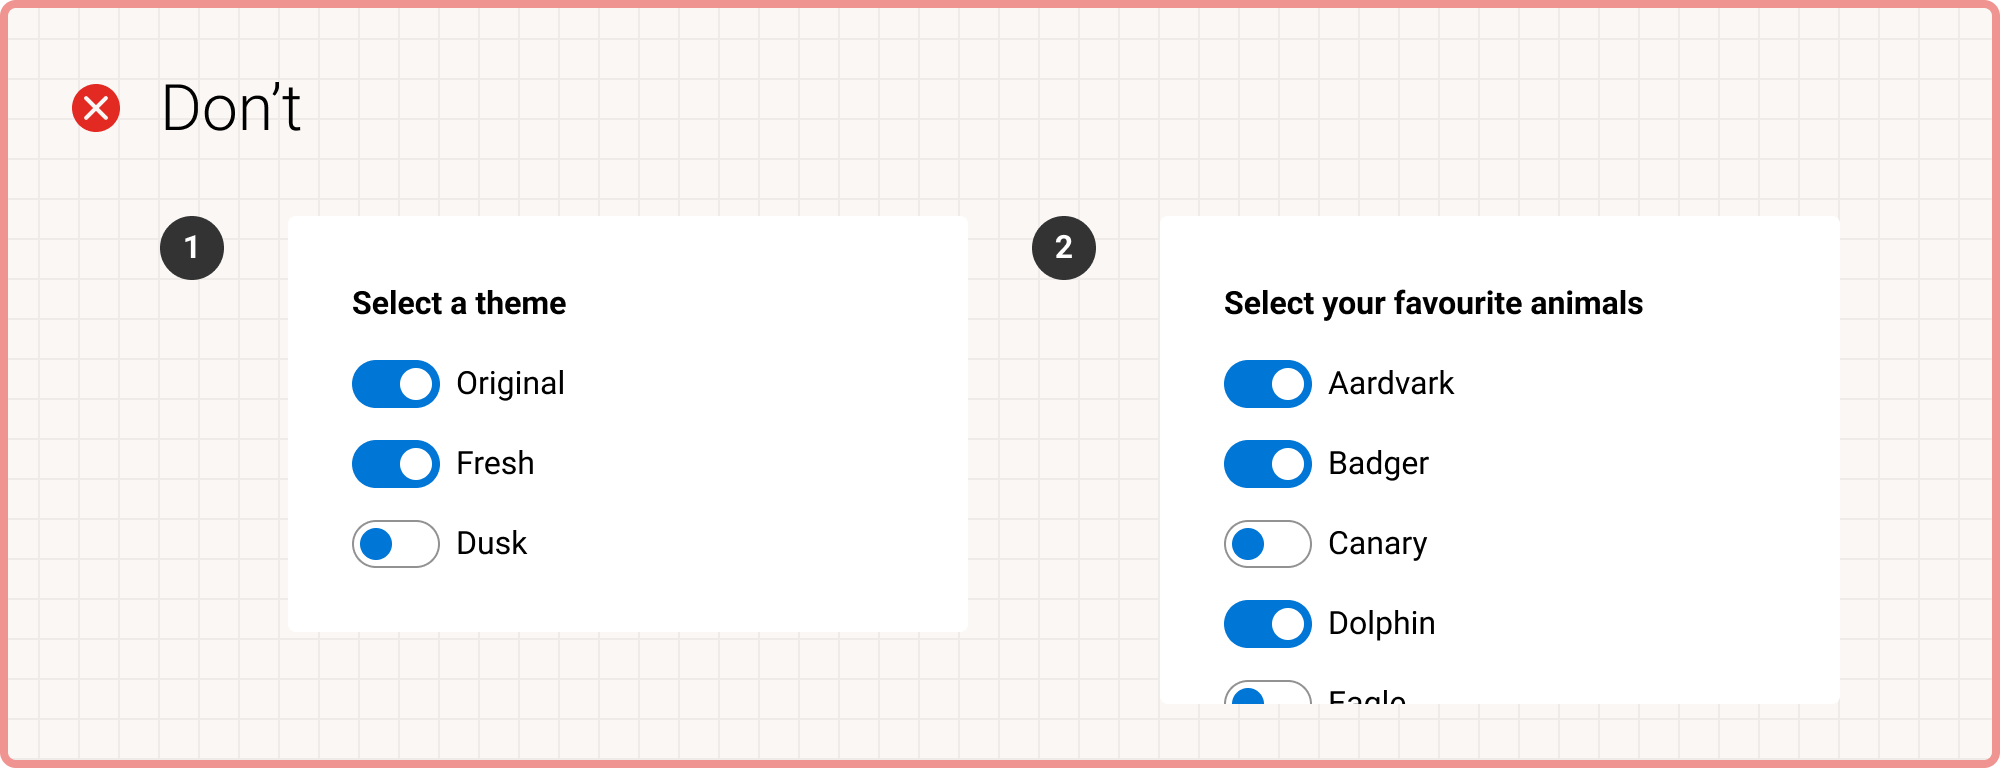 Don’t
1
Select a theme
Original
Fresh
Dusk
2
Select your favourite animals
Aardvark
Badger
Canary
Dolphin
Eagle